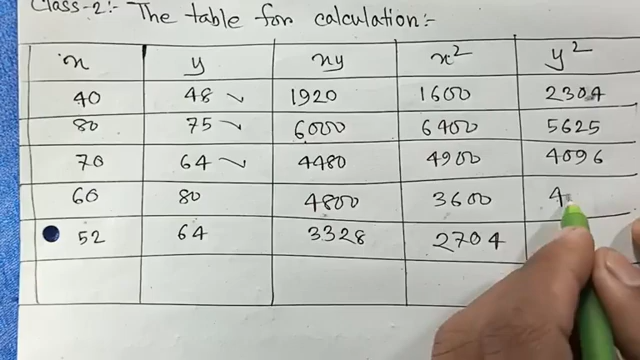 Class-2:- The table for calculation:-
x y xy x² y²
40 48 1920 1600 2304
80 75 6000 6400 5625
70 64 4480 4900 4096
60 80 4800 3600 4
52 64 3328 2704